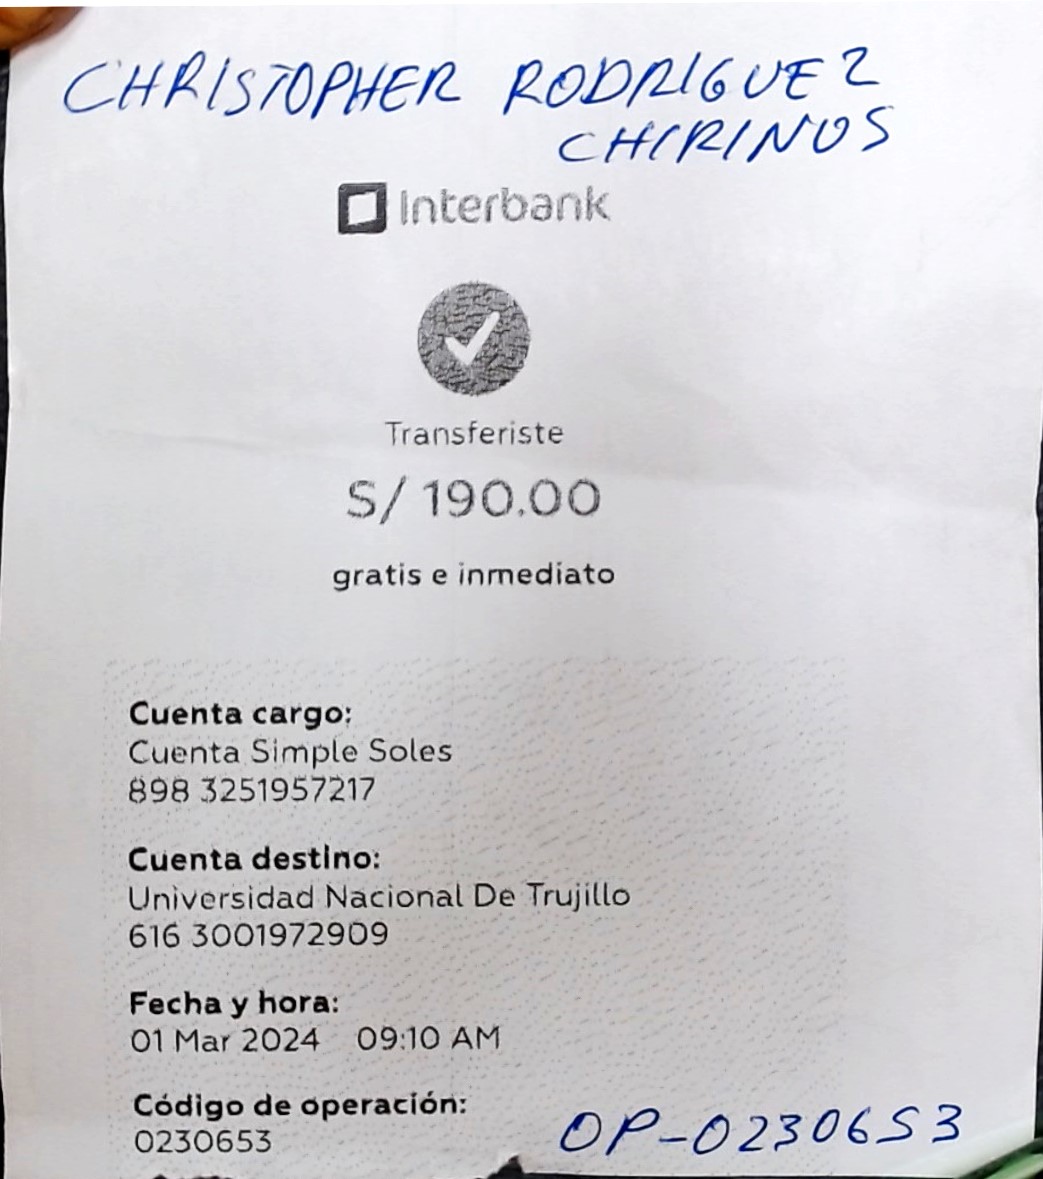 CHRISTOPHER RODRIGUEZ
CHIRINOS
Interbank
Transferiste
S/ 190.00
gratis e inmediato
Cuenta cargo:
Cuenta Simple Soles
898 3251957217
Cuenta destino:
Universidad Nacional De Trujillo
616 3001972909
Fecha y hora:
01 Mar 2024 09:10 AM
Código de operación:
0230653
OP-0230653